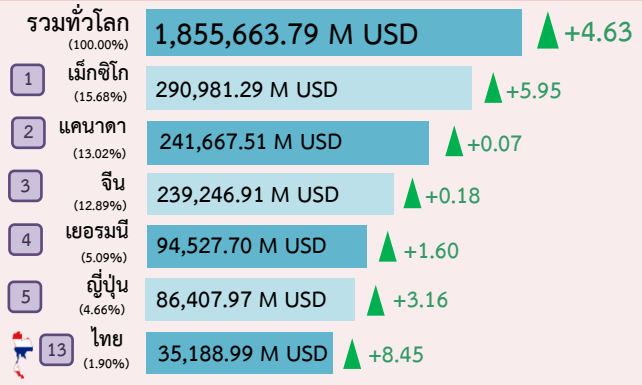 รวมทั่วโลก
(100.00%)
1,855,663.79 M USD
+4.63
1
เม็กซิโก
(15.68%)
290,981.29 M USD
+5.95
2
แคนาดา
(13.02%)
241,667.51 M USD
+0.07
3
จีน
(12.89%)
239,246.91 M USD
+0.18
4
เยอรมนี
(5.09%)
94,527.70 M USD
+1.60
5
ญี่ปุ่น
(4.66%)
86,407.97 M USD
+3.16
13
ไทย
(1.90%)
35,188.99 M USD
+8.45